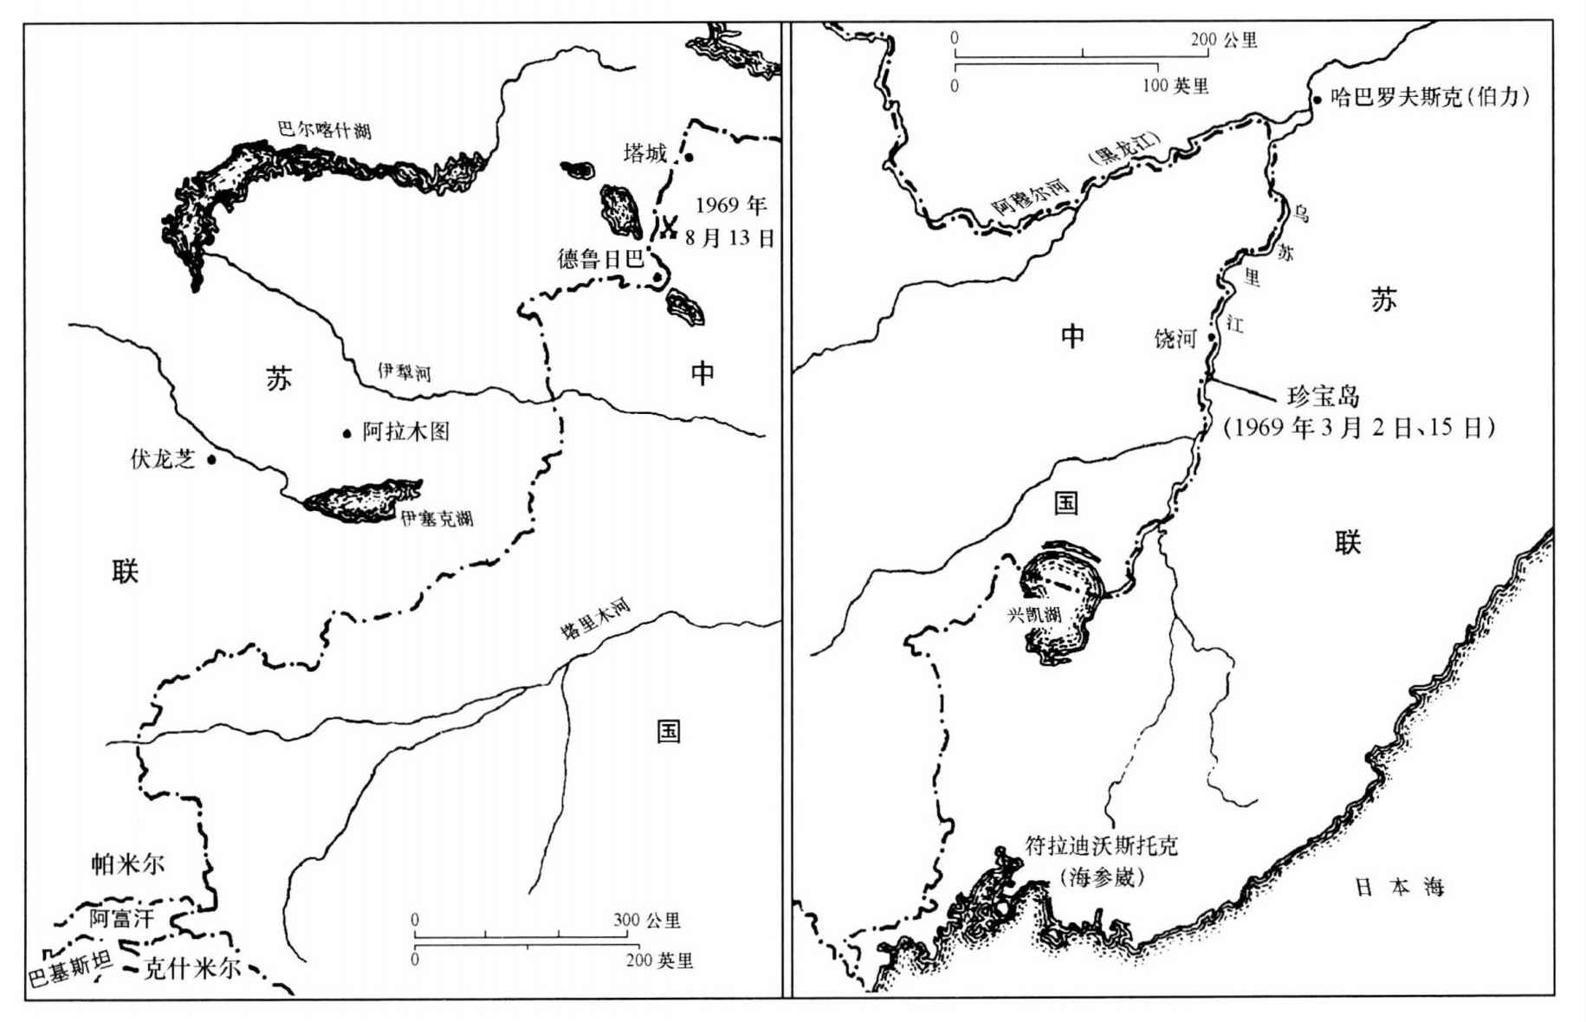 巴尔喀什湖
塔城
1969 年
8 月 13 日
德鲁日巴
苏
伊犁河
中
阿拉木图
伏龙芝
伊塞克湖
联
塔里木河
国
帕米尔
阿富汗
巴基斯坦
克什米尔
0 300 公里
0 200 英里
0 200 公里
0 100 英里
哈巴罗夫斯克(伯力)
(黑龙江)
阿穆尔河
乌
苏
里
江
苏
中
饶河
珍宝岛
(1969 年 3 月 2 日、15 日)
国
联
兴凯湖
符拉迪沃斯托克
(海参崴)
日本海